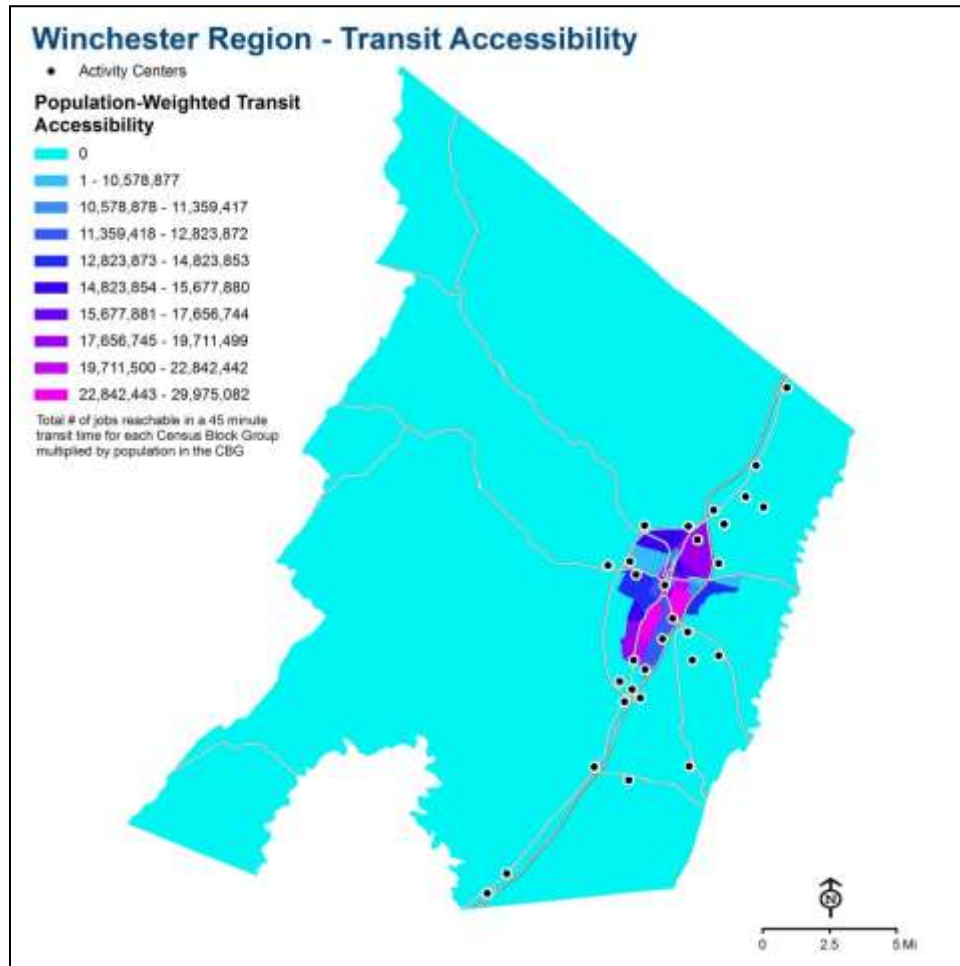 Winchester Region - Transit Accessibility
Activity Centers
Population-Weighted Transit
Accessibility
0
1 - 10,578,877
10,578,878 - 11,359,417
11,359,418 - 12,823,872
12,823,873 - 14,823,853
14,823,854 - 15,677,880
15,677,881 - 17,656,744
17,656,745 - 19,711,499
19,711,500 - 22,842,442
22,842,443 - 29,975,082
Total # of jobs reachable in a 45 minute
transit time for each Census Block Group
multiplied by population in the CBG
N
0 2.5 5 Mi